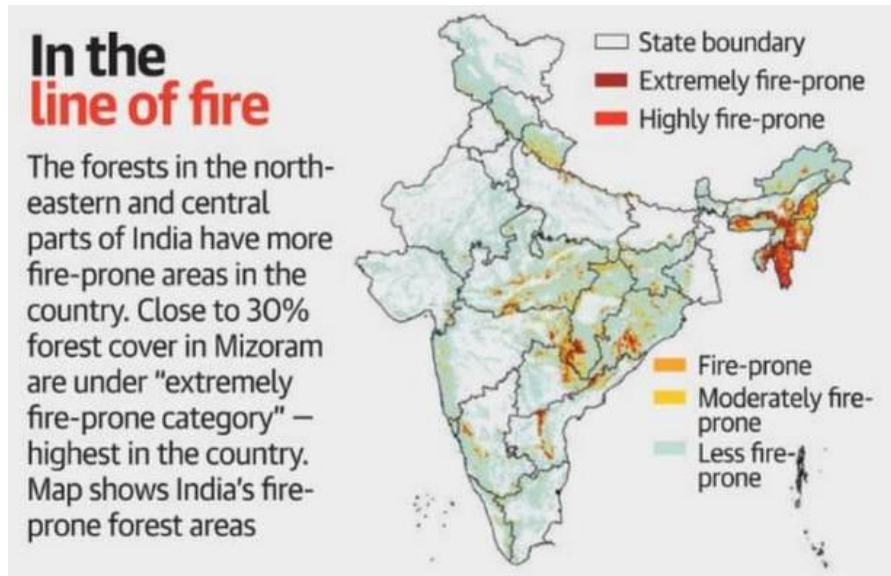 In the
line of fire
The forests in the north-
eastern and central
parts of India have more
fire-prone areas in the
country. Close to 30%
forest cover in Mizoram
are under "extremely
fire-prone category" —
highest in the country.
Map shows India's fire-
prone forest areas
State boundary
Extremely fire-prone
Highly fire-prone
Fire-prone
Moderately fire-
prone
Less fire-
prone